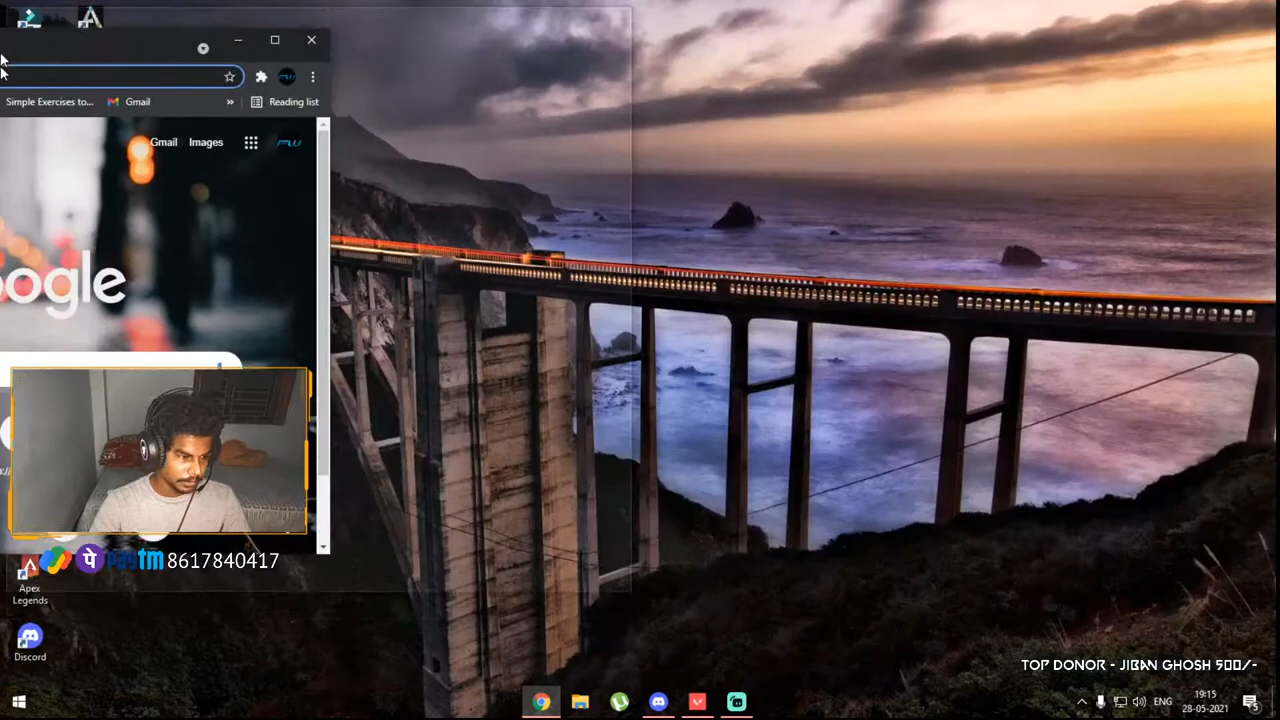 Simple Exercises to...
Gmail
»
Reading list
Gmail
Images
oogle
paytm 8617840417
Apex
Legends
Discord
TOP DONOR - JIBAN GHOSH 500/-
ENG
19:15
28-05-2021